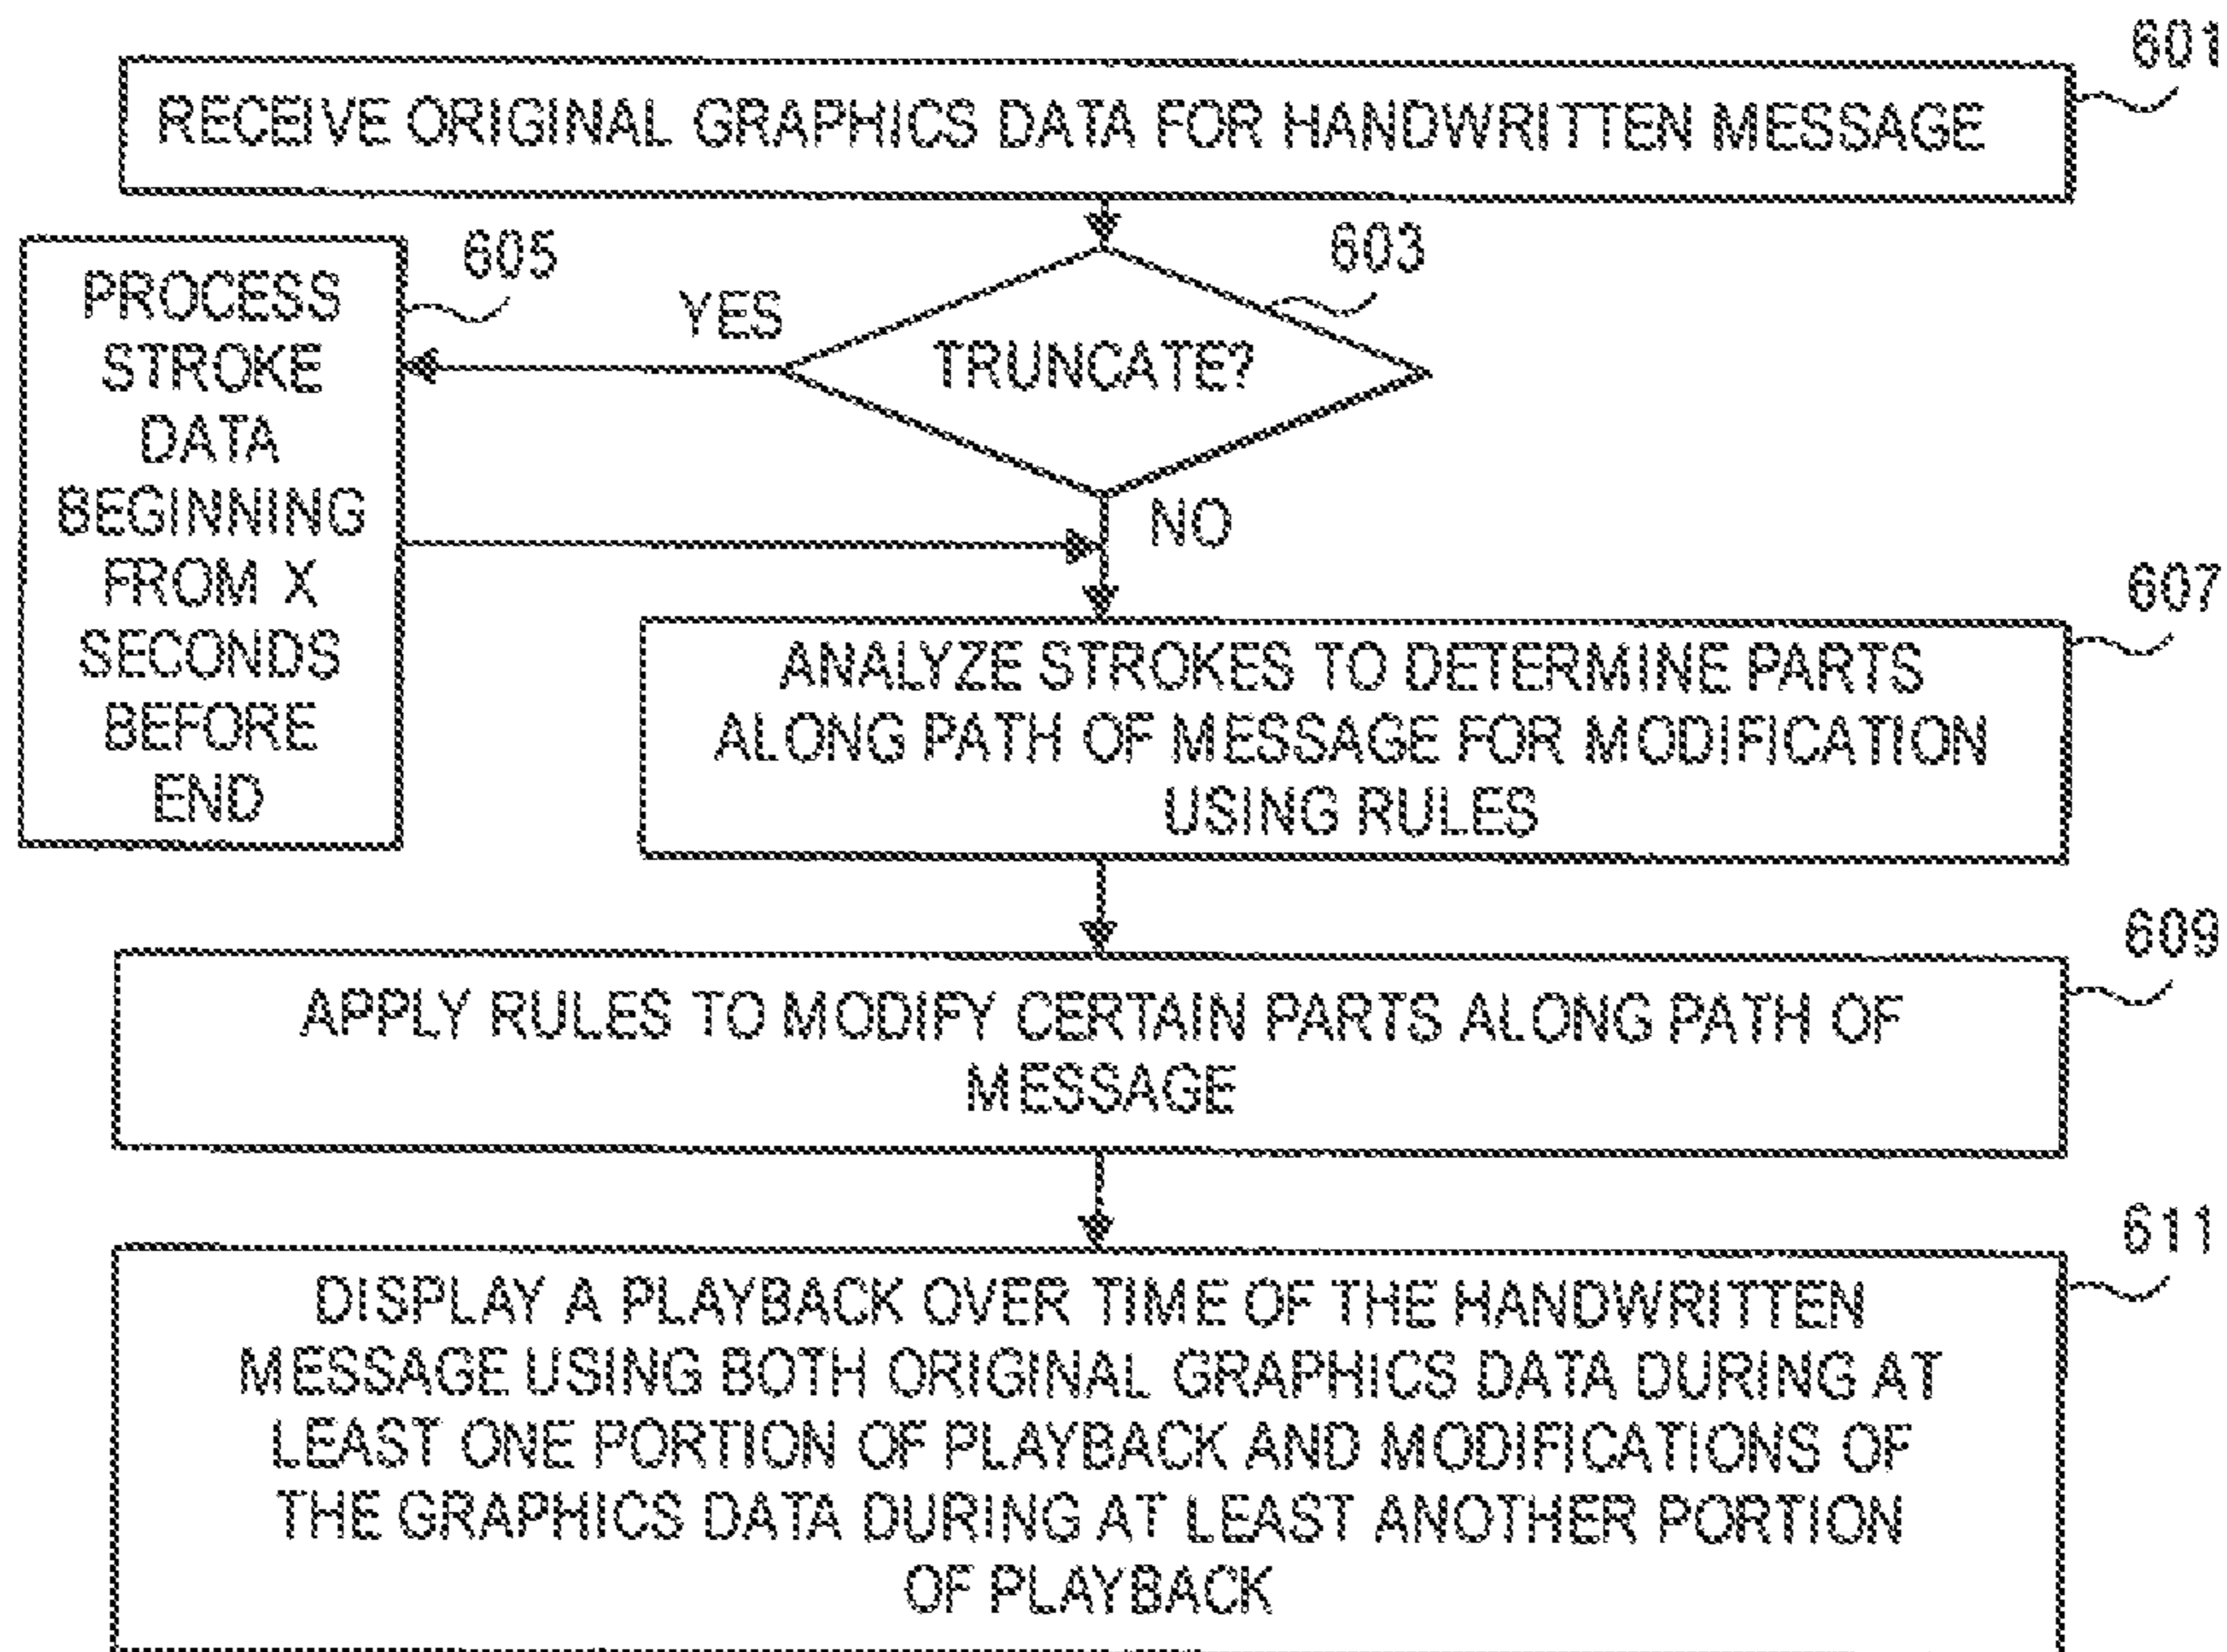 601
RECEIVE ORIGINAL GRAPHICS DATA FOR HANDWRITTEN MESSAGE
603
TRUNCATE?
YES
NO
605
PROCESS
STROKE
DATA
BEGINNING
FROM X
SECONDS
BEFORE
END
607
ANALYZE STROKES TO DETERMINE PARTS
ALONG PATH OF MESSAGE FOR MODIFICATION
USING RULES
609
APPLY RULES TO MODIFY CERTAIN PARTS ALONG PATH OF
MESSAGE
611
DISPLAY A PLAYBACK OVER TIME OF THE HANDWRITTEN
MESSAGE USING BOTH ORIGINAL GRAPHICS DATA DURING AT
LEAST ONE PORTION OF PLAYBACK AND MODIFICATIONS OF
THE GRAPHICS DATA DURING AT LEAST ANOTHER PORTION
OF PLAYBACK